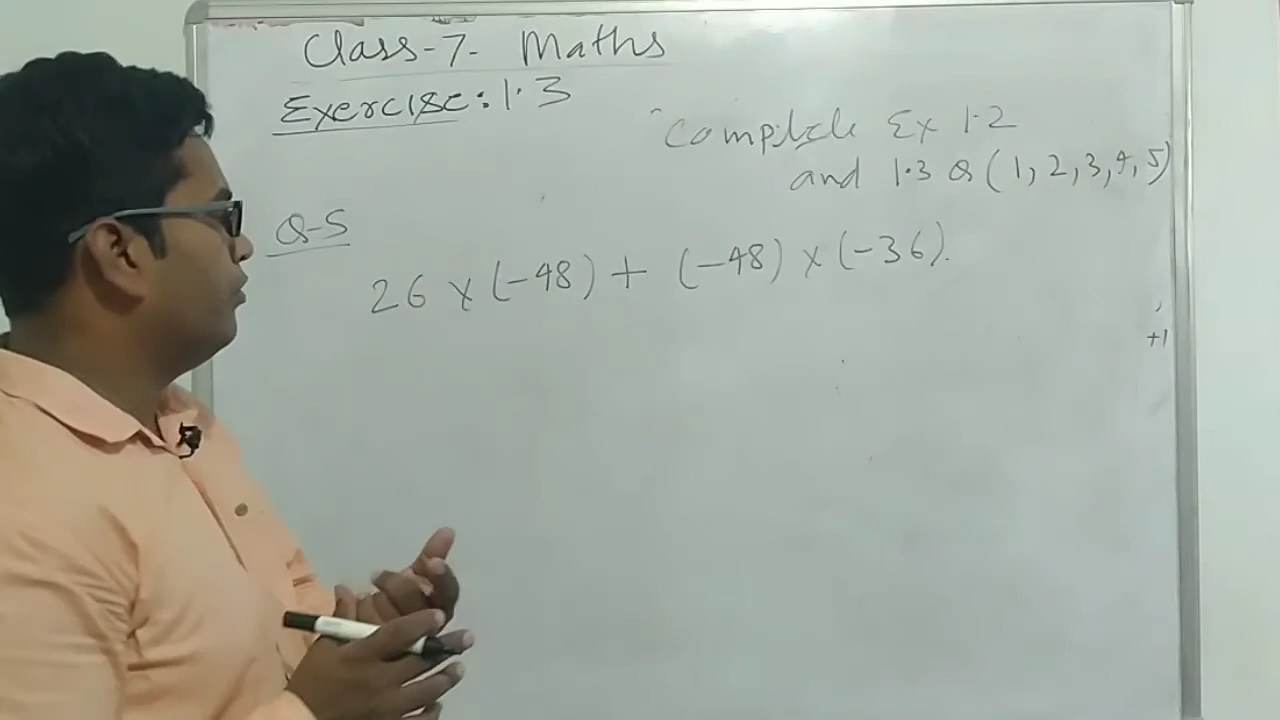 Class-7- Maths
Exercise: 1.3
Complete Ex 1.2
and 1.3 Q (1, 2, 3, 4, 5)
Q-5
26 × (-48) + (-48) × (-36).
+1